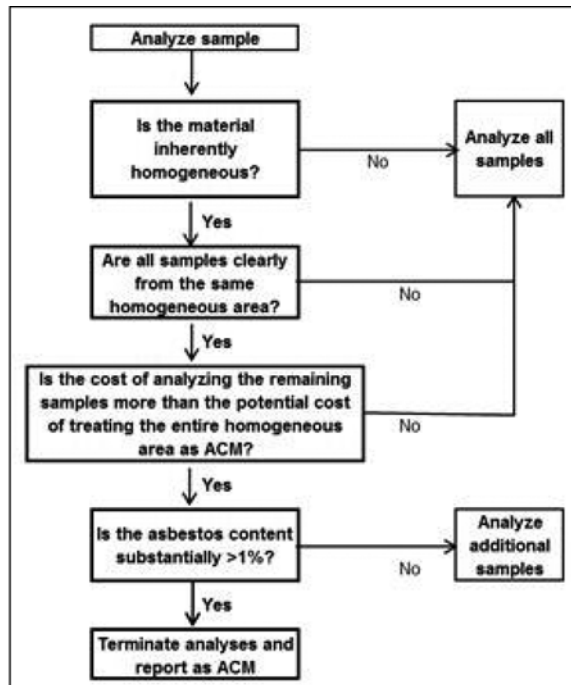 Analyze sample
Is the material
inherently
homogeneous?
No
Analyze all
samples
Yes
Are all samples clearly
from the same
homogeneous area?
No
Yes
Is the cost of analyzing the remaining
samples more than the potential cost
of treating the entire homogeneous
area as ACM?
No
Yes
Is the asbestos content
substantially >1%?
No
Analyze
additional
samples
Yes
Terminate analyses and
report as ACM